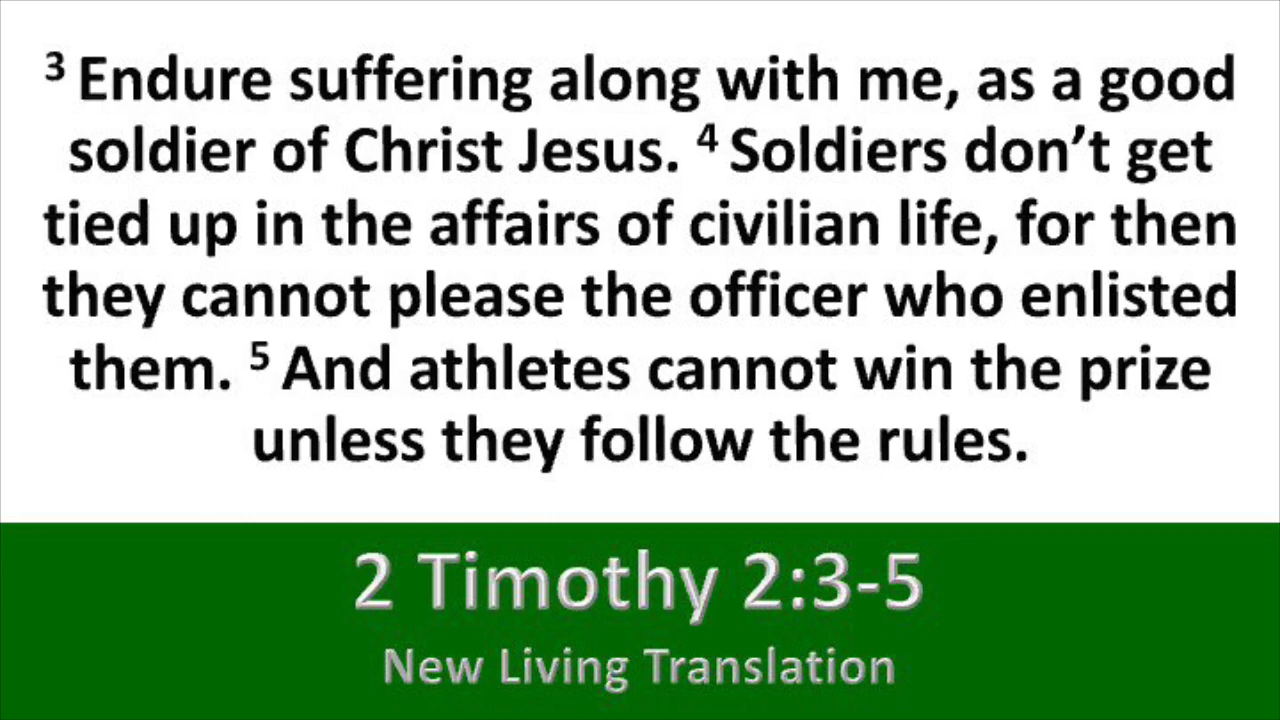 ³ Endure suffering along with me, as a good
soldier of Christ Jesus. ⁴ Soldiers don’t get
tied up in the affairs of civilian life, for then
they cannot please the officer who enlisted
them. ⁵ And athletes cannot win the prize
unless they follow the rules.
2 Timothy 2:3-5
New Living Translation